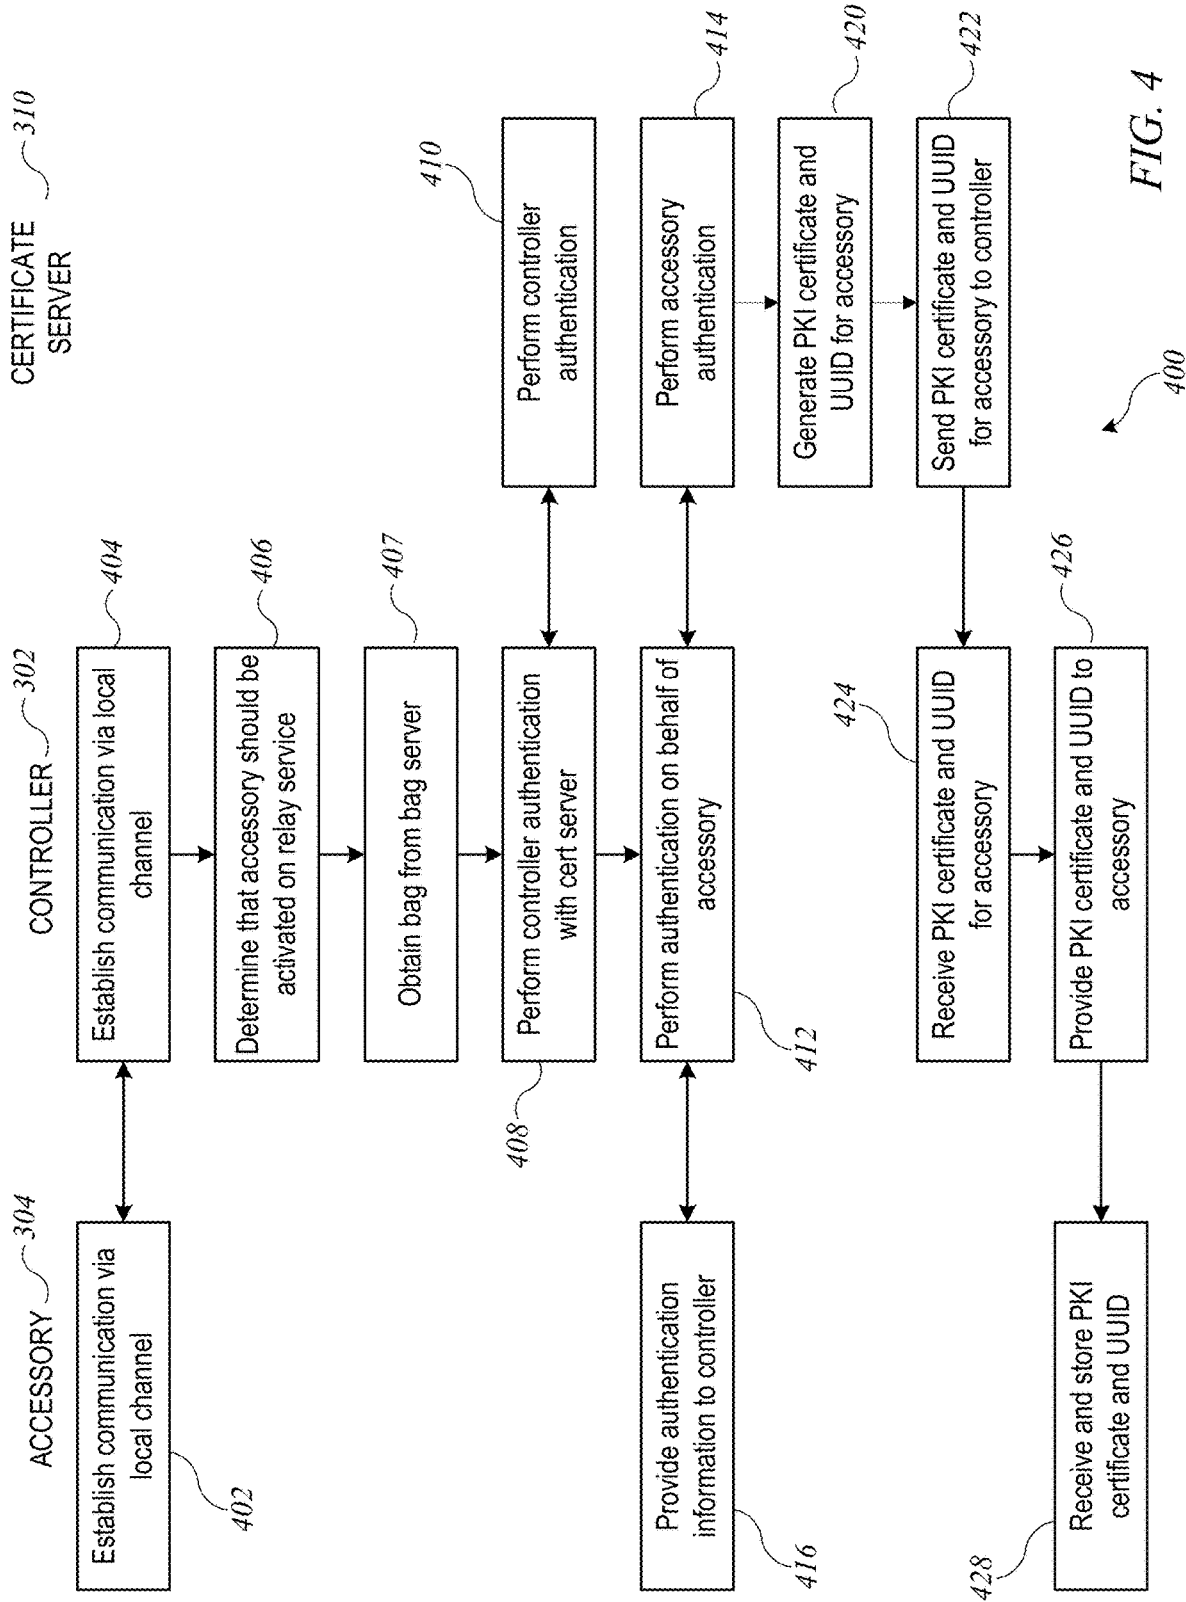 ACCESSORY
304
CONTROLLER
302
CERTIFICATE
SERVER
310
Establish communication via
local channel
402
Establish communication via local
channel
404
Determine that accessory should be
activated on relay service
406
Obtain bag from bag server
407
Perform controller authentication
with cert server
408
Perform controller
authentication
410
Provide authentication
information to controller
416
Perform authentication on behalf of
accessory
412
Perform accessory
authentication
414
Generate PKI certificate and
UUID for accessory
420
Send PKI certificate and UUID
for accessory to controller
422
Receive PKI certificate and UUID
for accessory
424
Provide PKI certificate and UUID to
accessory
426
Receive and store PKI
certificate and UUID
428
400
FIG. 4